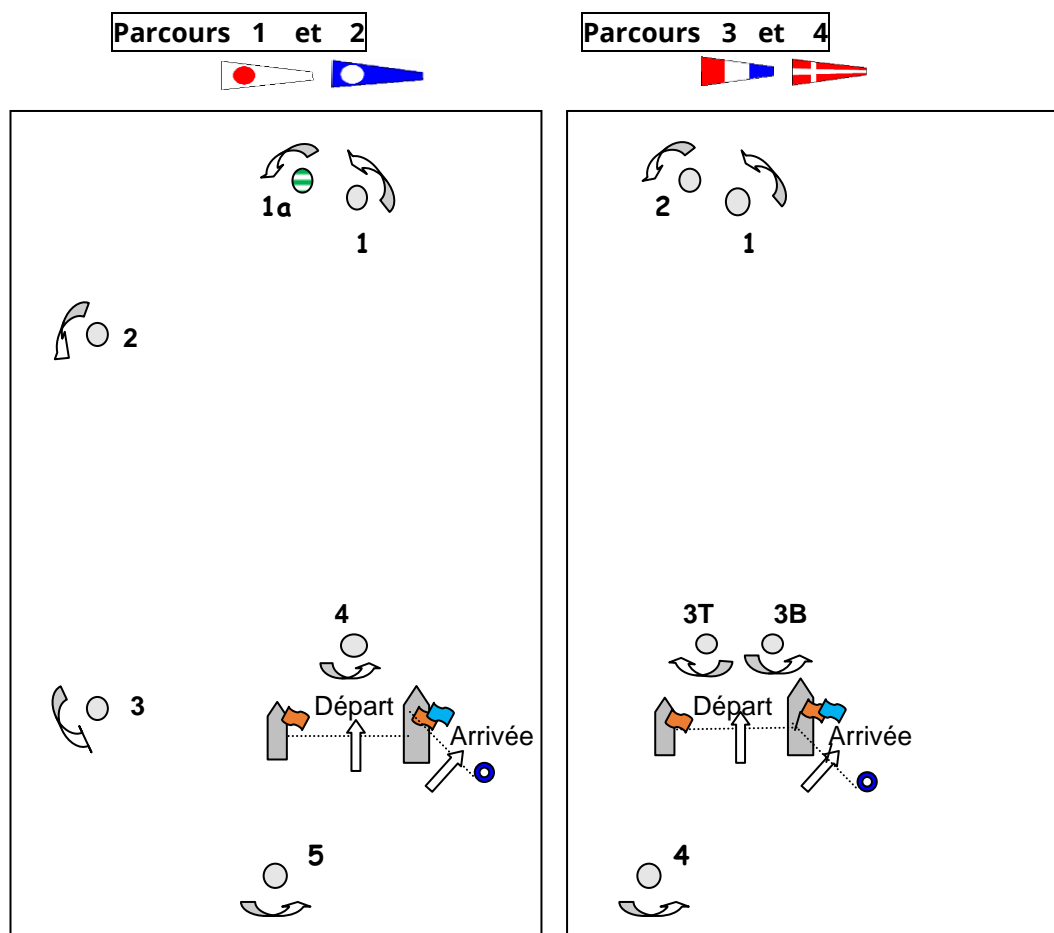 Parcours 1 et 2
Parcours 3 et 4
1a
1
2
4
Départ
3
Arrivée
5
2
1
3T
3B
Départ
Arrivée
4